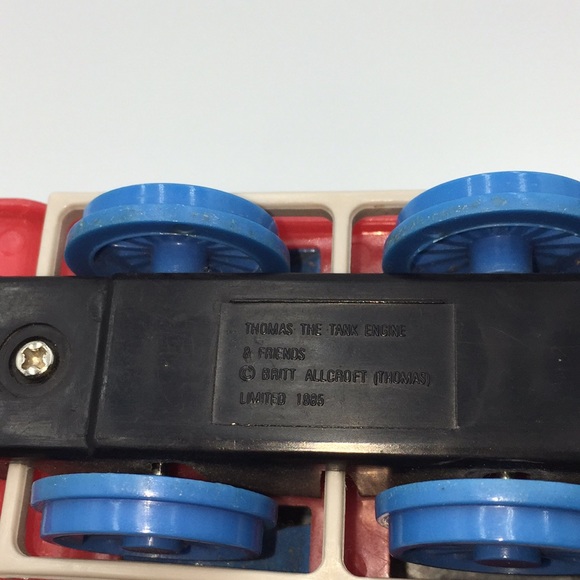 THOMAS THE TANK ENGINE
& FRIENDS
© BRITT ALLCROFT (THOMAS)
LIMITED 1985